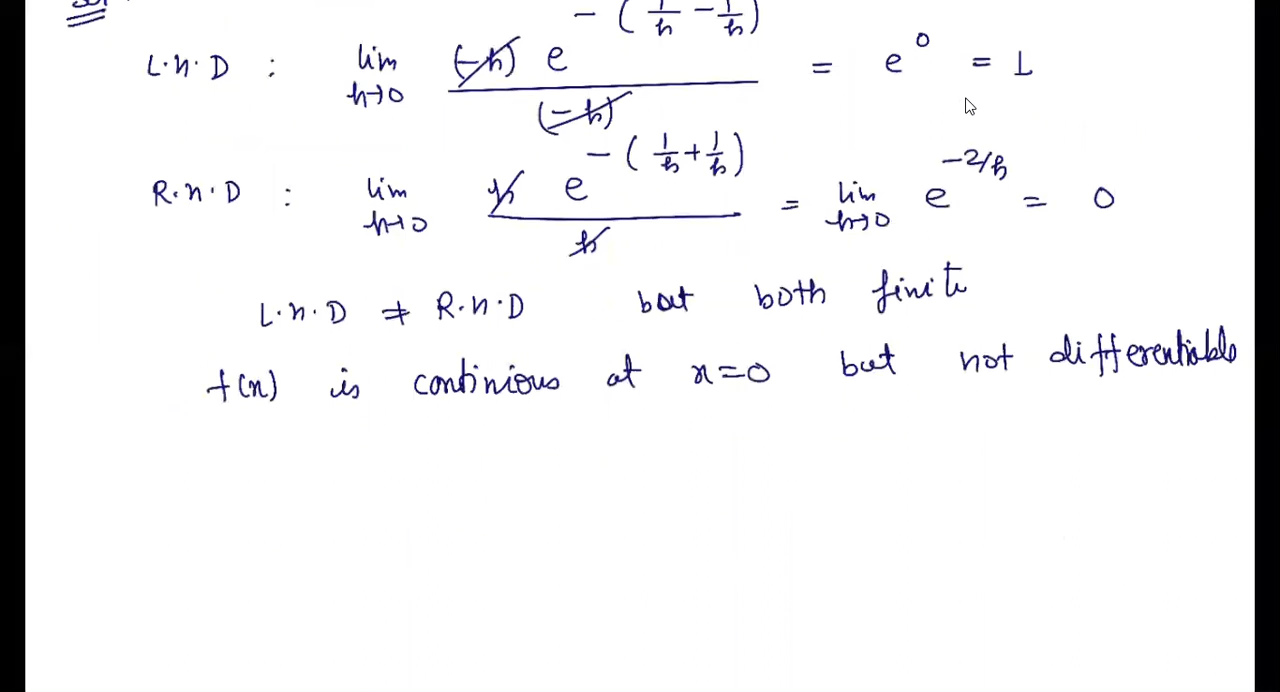 Sol
L.H.D : lim h→0 (-h) e^-(1/h - 1/h) / (-h) = e^0 = 1
R.H.D : lim h→0 h e^-(1/h + 1/h) / h = lim h→0 e^-2/h = 0
L.H.D ≠ R.H.D but both finite
f(x) is continious at x=0 but not differentiable